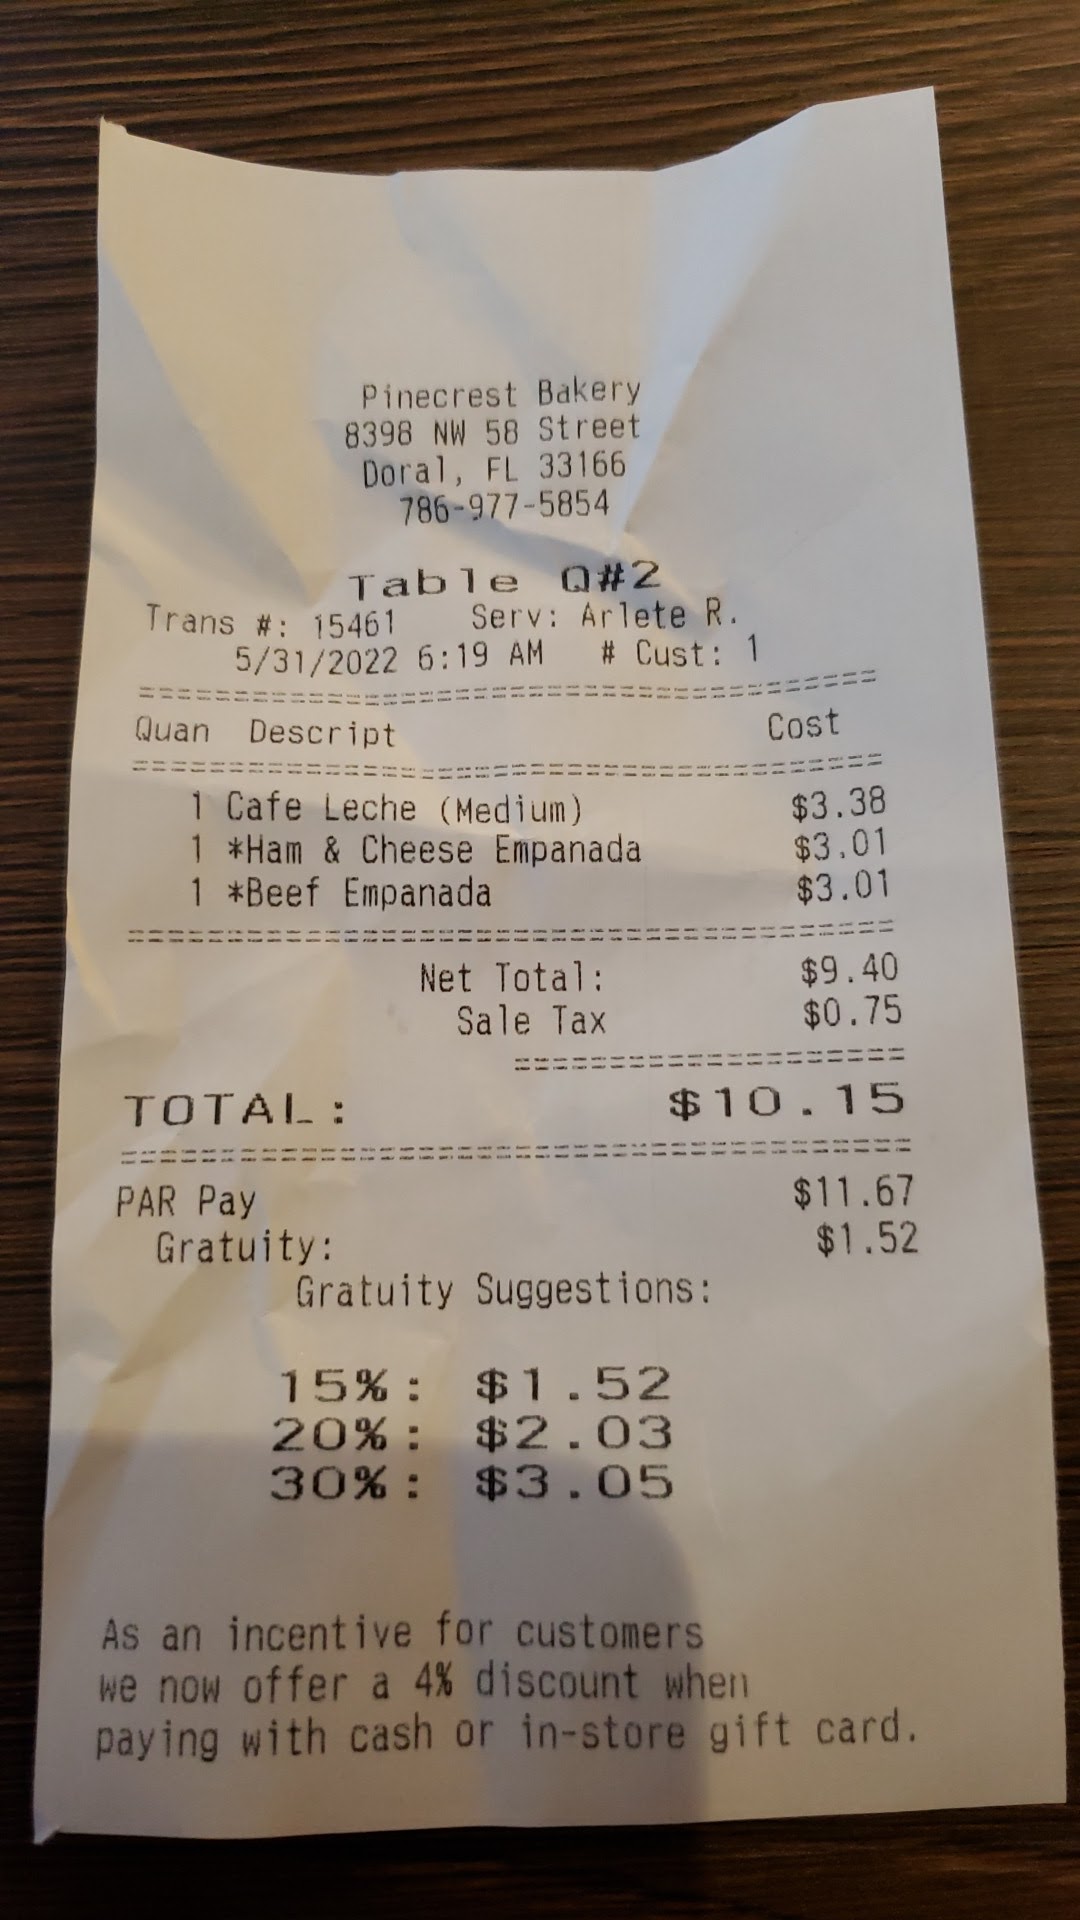 Pinecrest Bakery
8398 NW 58 Street
Doral, FL 33166
786-977-5854
Table Q#2
Trans #: 15461 Serv: Arlete R.
5/31/2022 6:19 AM # Cust: 1
Quan Descript Cost
1 Cafe Leche (Medium) $3.38
1 *Ham & Cheese Empanada $3.01
1 *Beef Empanada $3.01
Net Total: $9.40
Sale Tax $0.75
TOTAL: $10.15
PAR Pay $11.67
Gratuity: $1.52
Gratuity Suggestions:
15%: $1.52
20%: $2.03
30%: $3.05
As an incentive for customers
we now offer a 4% discount when
paying with cash or in-store gift card.